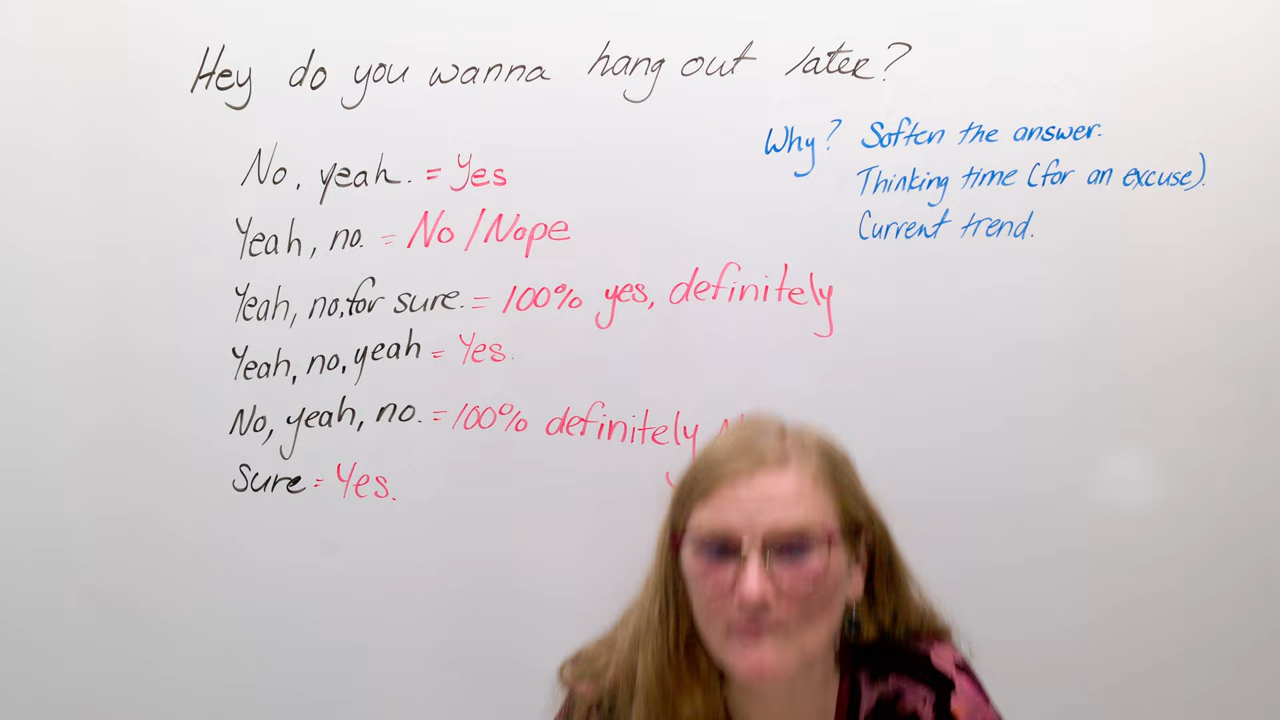 Hey do you wanna hang out later?
No, yeah. = Yes
Yeah, no. = No/Nope
Yeah, no, for sure. = 100% yes, definitely
Yeah, no, yeah = Yes.
No, yeah, no. = 100% definitely
Sure = Yes.
Why? Soften the answer.
Thinking time (for an excuse).
Current trend.